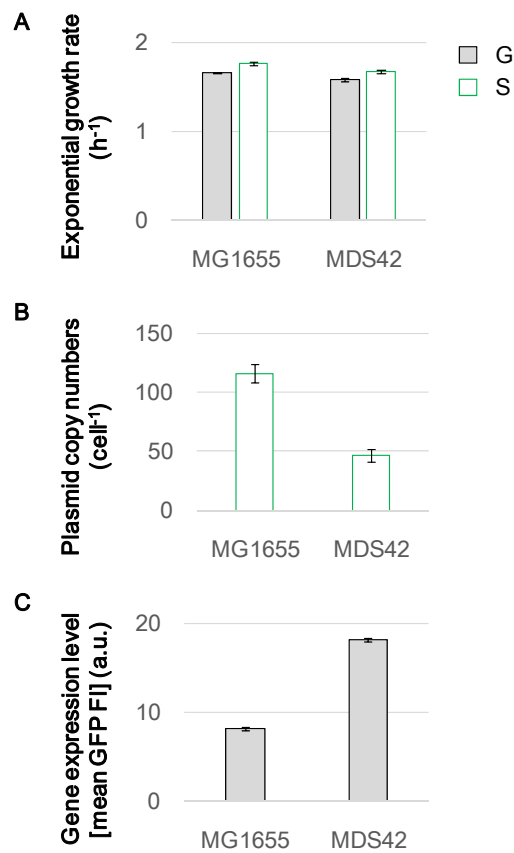 A
Exponential growth rate
(h-1)
2
1
0
MG1655
MDS42
G
S
B
Plasmid copy numbers
(cell-1)
150
100
50
0
MG1655
MDS42
C
Gene expression level
[mean GFP FI] (a.u.)
20
10
0
MG1655
MDS42